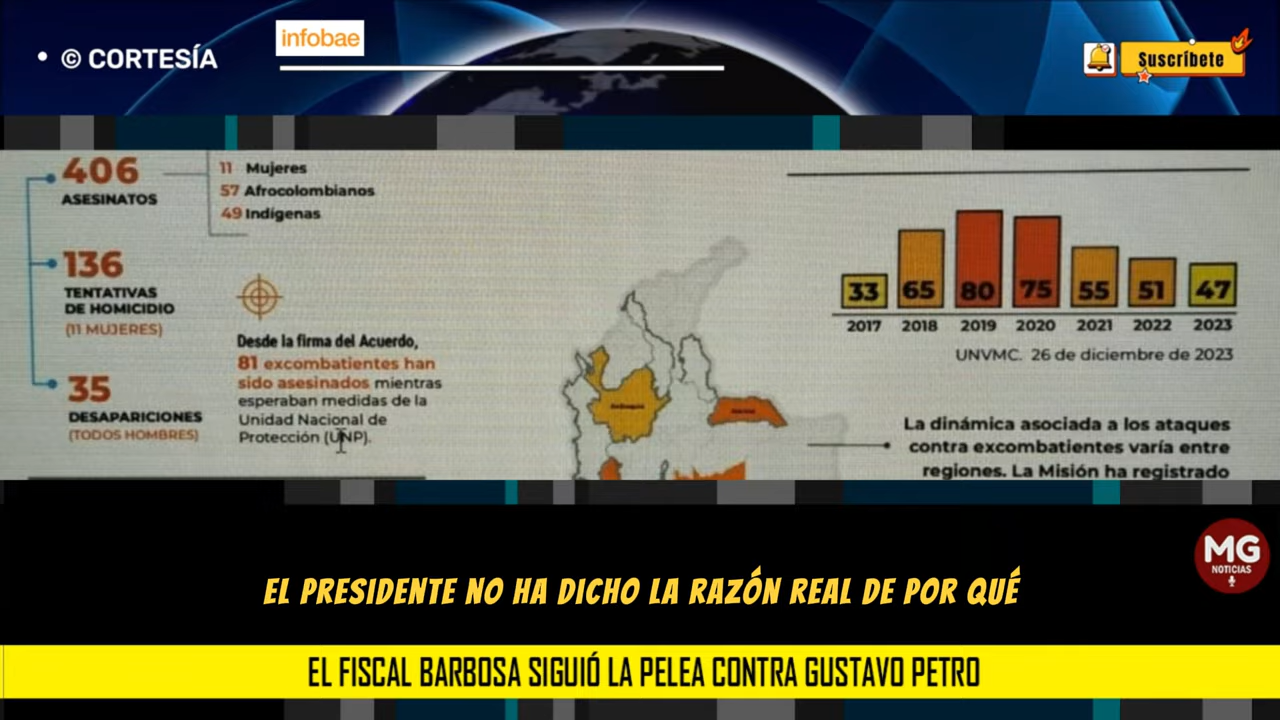 • © CORTESÍA
infobae
Suscríbete
406
ASESINATOS
11 Mujeres
57 Afrocolombianos
49 Indígenas
136
TENTATIVAS
DE HOMICIDIO
(11 MUJERES)
35
DESAPARICIONES
(TODOS HOMBRES)
Desde la firma del Acuerdo,
81 excombatientes han
sido asesinados mientras
esperaban medidas de la
Unidad Nacional de
Protección (UNP).
33 65 80 75 55 51 47
2017 2018 2019 2020 2021 2022 2023
UNVMC. 26 de diciembre de 2023
La dinámica asociada a los ataques
contra excombatientes varía entre
regiones. La Misión ha registrado
MG
NOTICIAS
EL PRESIDENTE NO HA DICHO LA RAZÓN REAL DE POR QUÉ
EL FISCAL BARBOSA SIGUIÓ LA PELEA CONTRA GUSTAVO PETRO